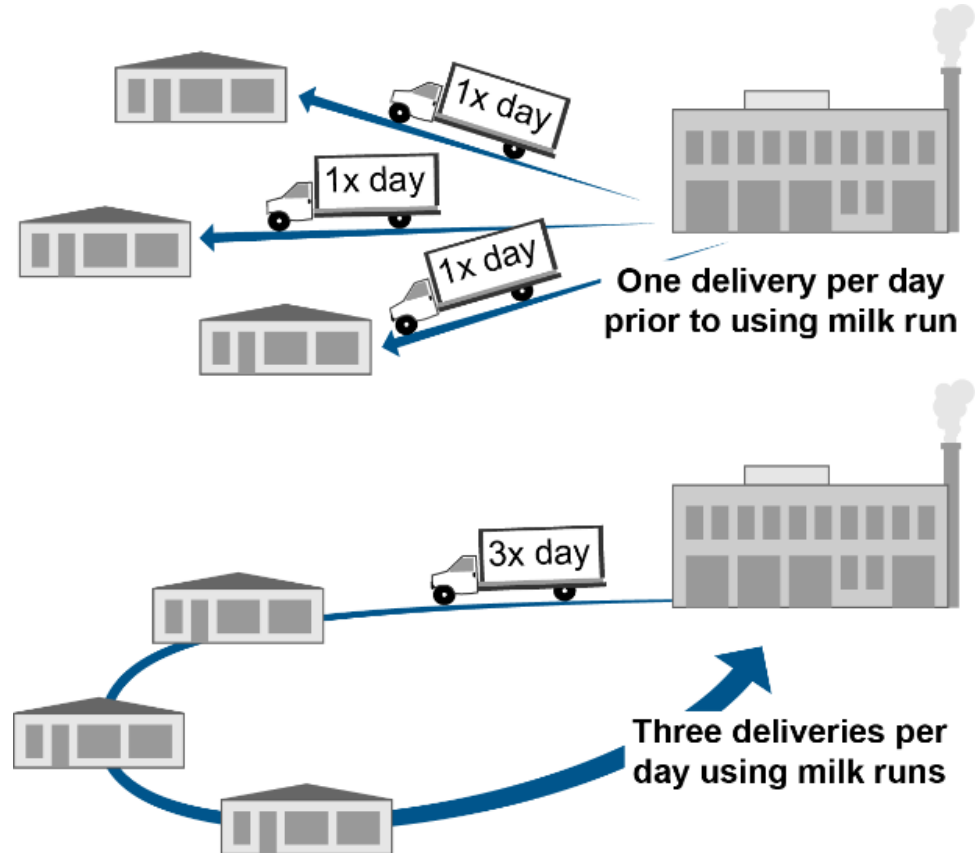 1x day
1x day
1x day
One delivery per day
prior to using milk run
3x day
Three deliveries per
day using milk runs